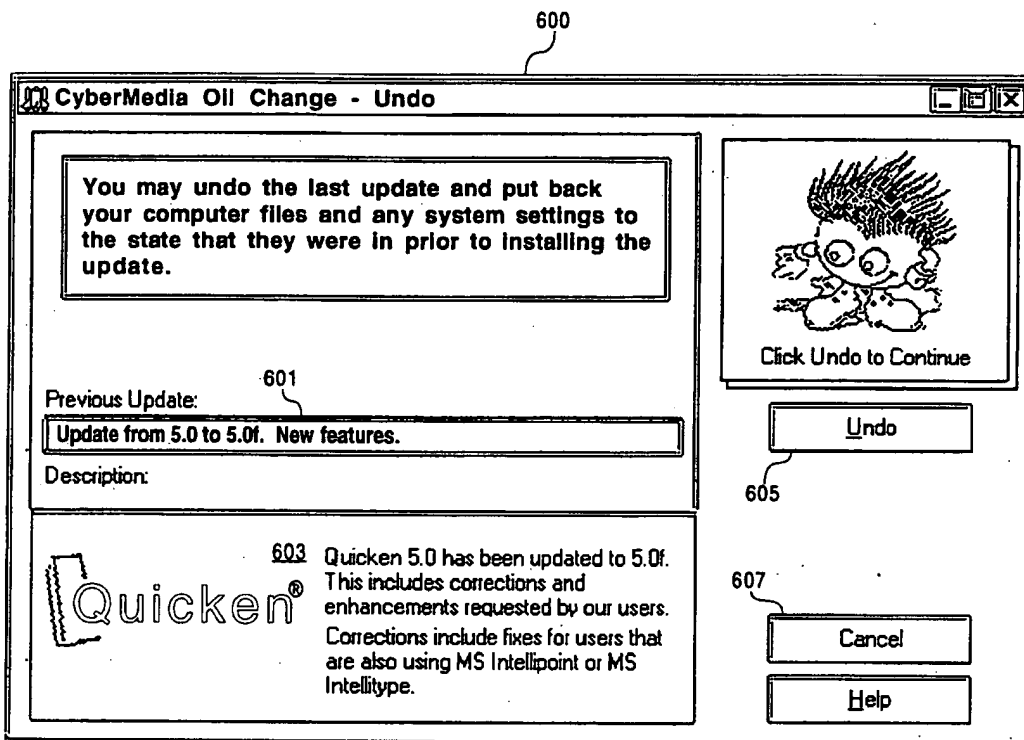 600
CyberMedia Oil Change - Undo
You may undo the last update and put back
your computer files and any system settings to
the state that they were in prior to installing the
update.
Click Undo to Continue
601
Previous Update:
Update from 5.0 to 5.0f. New features.
Undo
605
Description:
Quicken®
603
Quicken 5.0 has been updated to 5.0f.
This includes corrections and
enhancements requested by our users.
Corrections include fixes for users that
are also using MS Intellipoint or MS
Intellitype.
607
Cancel
Help